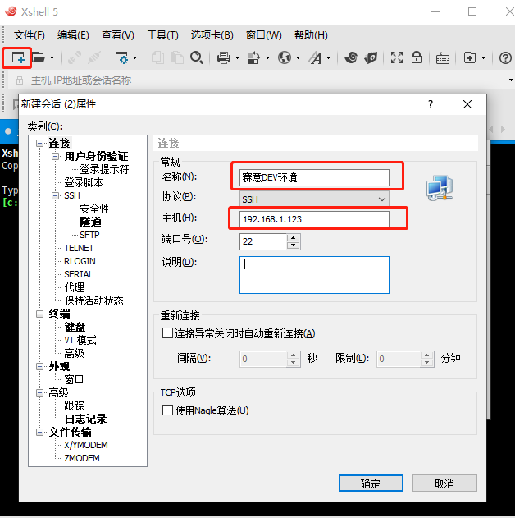 Xshell 5
文件(F) 编辑(E) 查看(V) 工具(T) 选项卡(B) 窗口(W) 帮助(H)
主机,IP地址或会话名称
新建会话 (2)属性
类别(C):
连接
用户身份验证
登录提示符
登录脚本
SSH
安全性
隧道
SFTP
TELNET
RLOGIN
SERIAL
代理
保持活动状态
终端
键盘
VT 模式
高级
外观
窗口
高级
跟踪
日志记录
文件传输
X/YMODEM
ZMODEM
连接
常规
名称(N): 赛意DEV环境
协议(P): SSH
主机(H): 192.168.1.123
端口号(O): 22
说明(D):
重新连接
连接异常关闭时自动重新连接(A)
间隔(V): 0 秒 限制(L): 0 分钟
TCP选项
使用Nagle算法(U)
确定 取消
Xs
Cop
Typ
[c: